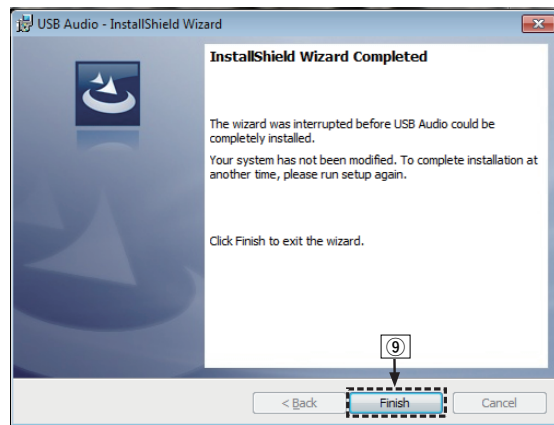 USB Audio - InstallShield Wizard
InstallShield Wizard Completed
The wizard was interrupted before USB Audio could be
completely installed.
Your system has not been modified. To complete installation at
another time, please run setup again.
Click Finish to exit the wizard.
⑨
< Back Finish Cancel